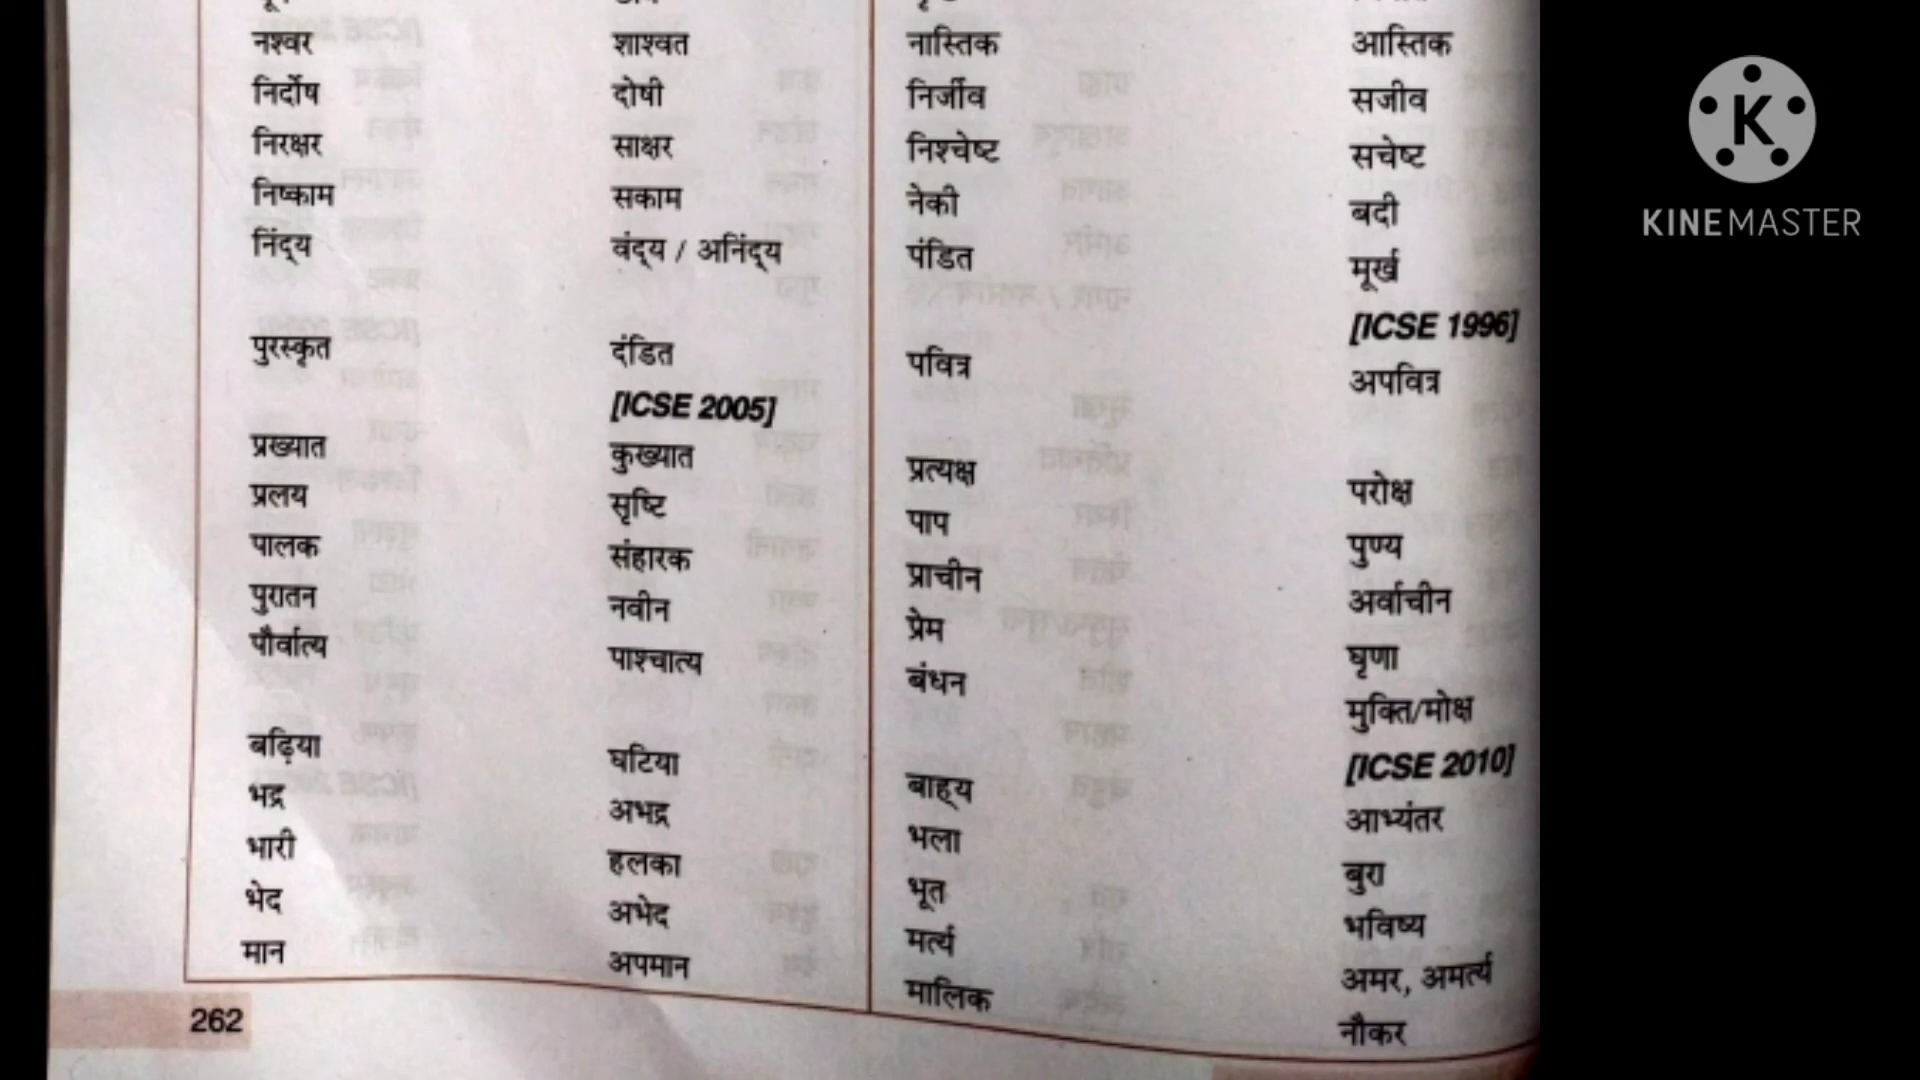 नश्वर शाश्वत नास्तिक आस्तिक
निर्दोष दोषी निर्जीव सजीव
निरक्षर साक्षर निश्चेष्ट सचेष्ट
निष्काम सकाम नेकी बदी
निंद्य वंद्य / अनिंद्य पंडित मूर्ख
[ICSE 1996]
पुरस्कृत दंडित पवित्र अपवित्र
[ICSE 2005]
प्रख्यात कुख्यात प्रत्यक्ष परोक्ष
प्रलय सृष्टि पाप पुण्य
पालक संहारक प्राचीन अर्वाचीन
पुरातन नवीन प्रेम घृणा
पौर्वात्य पाश्चात्य बंधन मुक्ति/मोक्ष
[ICSE 2010]
बढ़िया घटिया बाह्य आभ्यंतर
भद्र अभद्र भला बुरा
भारी हलका भूत भविष्य
भेद अभेद मर्त्य अमर, अमर्त्य
मान अपमान मालिक नौकर
262
K
KINEMASTER